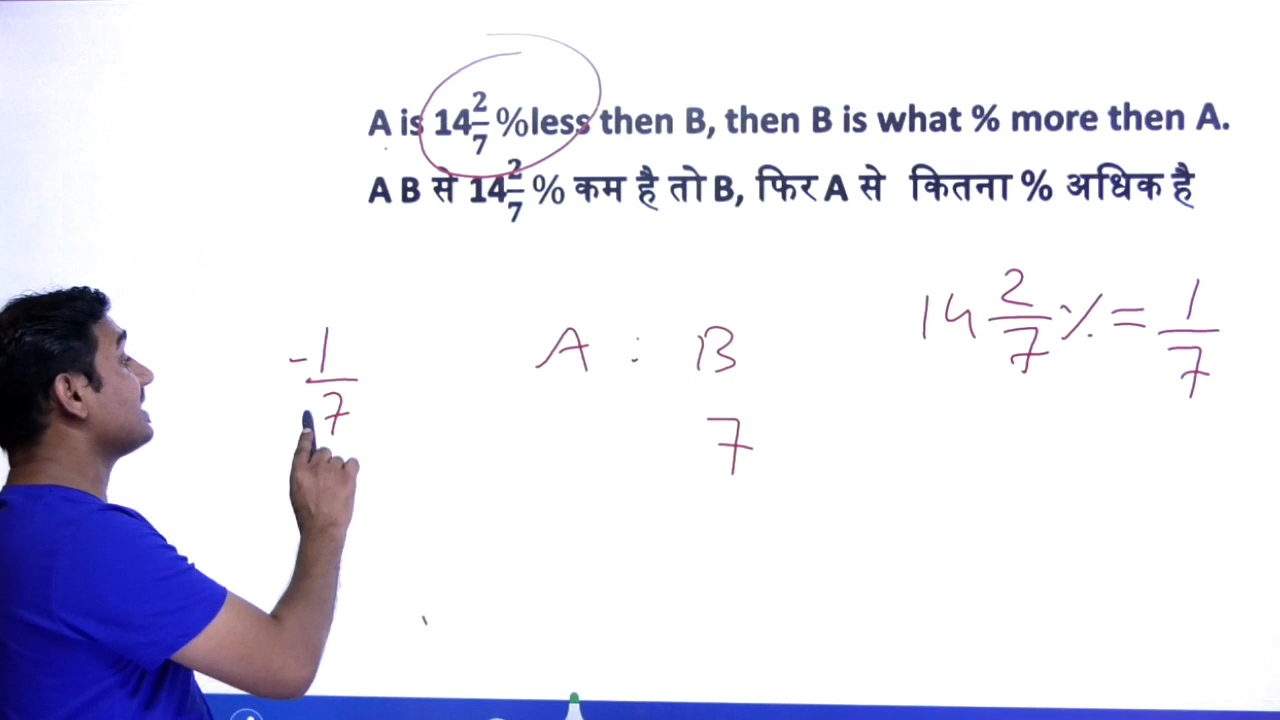 A is 14 2/7 %less then B, then B is what % more then A.
A B से 14 2/7 % कम है तो B, फिर A से कितना % अधिक है
14 2/7 % = 1/7
-1/7
A : B
7